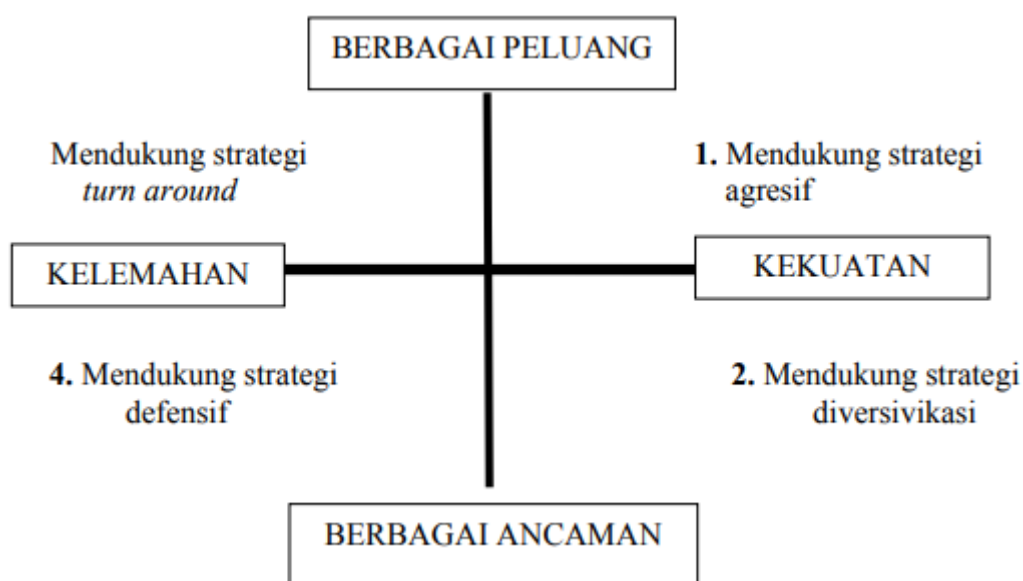 BERBAGAI PELUANG
Mendukung strategi
turn around
1. Mendukung strategi
agresif
KELEMAHAN
KEKUATAN
4. Mendukung strategi
defensif
2. Mendukung strategi
diversivikasi
BERBAGAI ANCAMAN